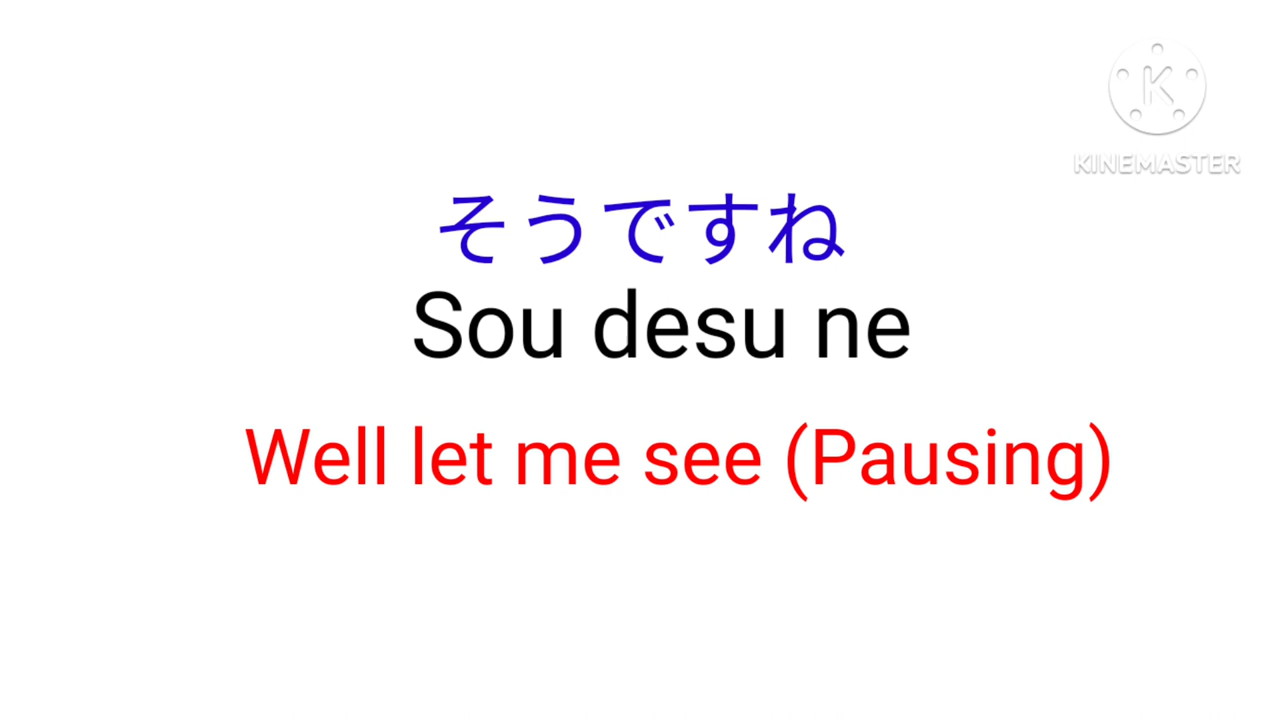 K
KINEMASTER
そうですね
Sou desu ne
Well let me see (Pausing)